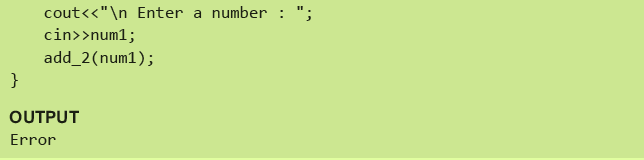 cout<<"\n Enter a number : ";
cin>>num1;
add_2(num1);
}
OUTPUT
Error